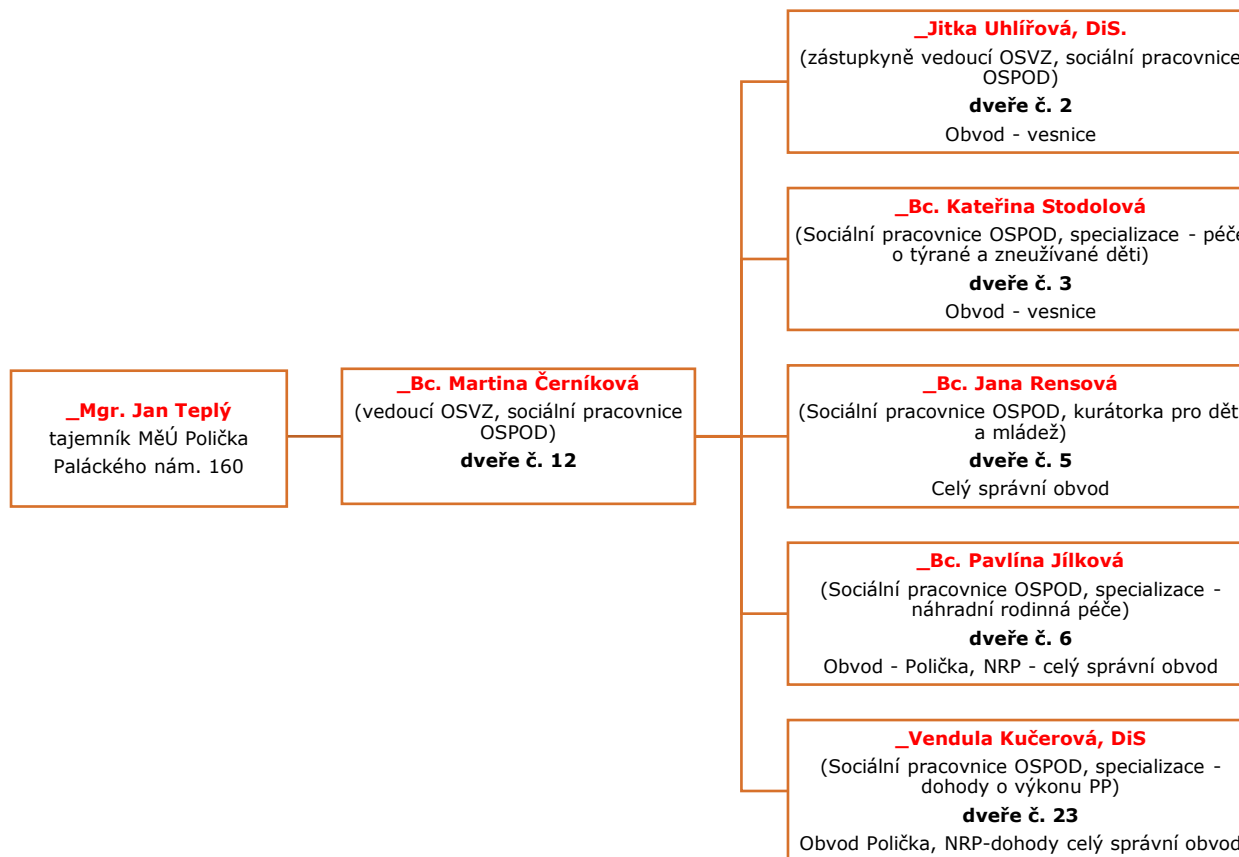 _Mgr. Jan Teplý
tajemník MěÚ Polička
Paláckého nám. 160
_Bc. Martina Černíková
(vedoucí OSVZ, sociální pracovnice
OSPOD)
dveře č. 12
_Jitka Uhlířová, DiS.
(zástupkyně vedoucí OSVZ, sociální pracovnice
OSPOD)
dveře č. 2
Obvod - vesnice
_Bc. Kateřina Stodolová
(Sociální pracovnice OSPOD, specializace - péče
o týrané a zneužívané děti)
dveře č. 3
Obvod - vesnice
_Bc. Jana Rensová
(Sociální pracovnice OSPOD, kurátorka pro dět
a mládež)
dveře č. 5
Celý správní obvod
_Bc. Pavlína Jílková
(Sociální pracovnice OSPOD, specializace -
náhradní rodinná péče)
dveře č. 6
Obvod - Polička, NRP - celý správní obvod
_Vendula Kučerová, DiS
(Sociální pracovnice OSPOD, specializace -
dohody o výkonu PP)
dveře č. 23
Obvod Polička, NRP-dohody celý správní obvod